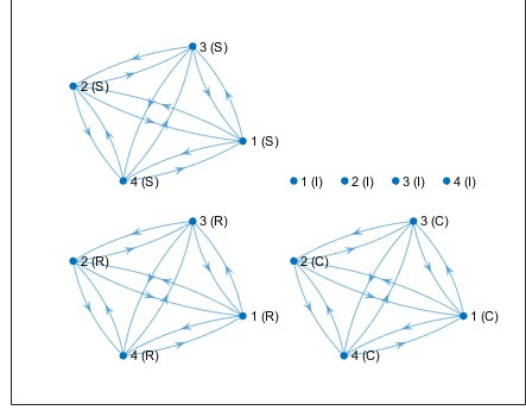 3 (S)
2 (S)
1 (S)
4 (S)
1 (I) 2 (I) 3 (I) 4 (I)
3 (R)
2 (R)
1 (R)
4 (R)
3 (C)
2 (C)
1 (C)
4 (C)